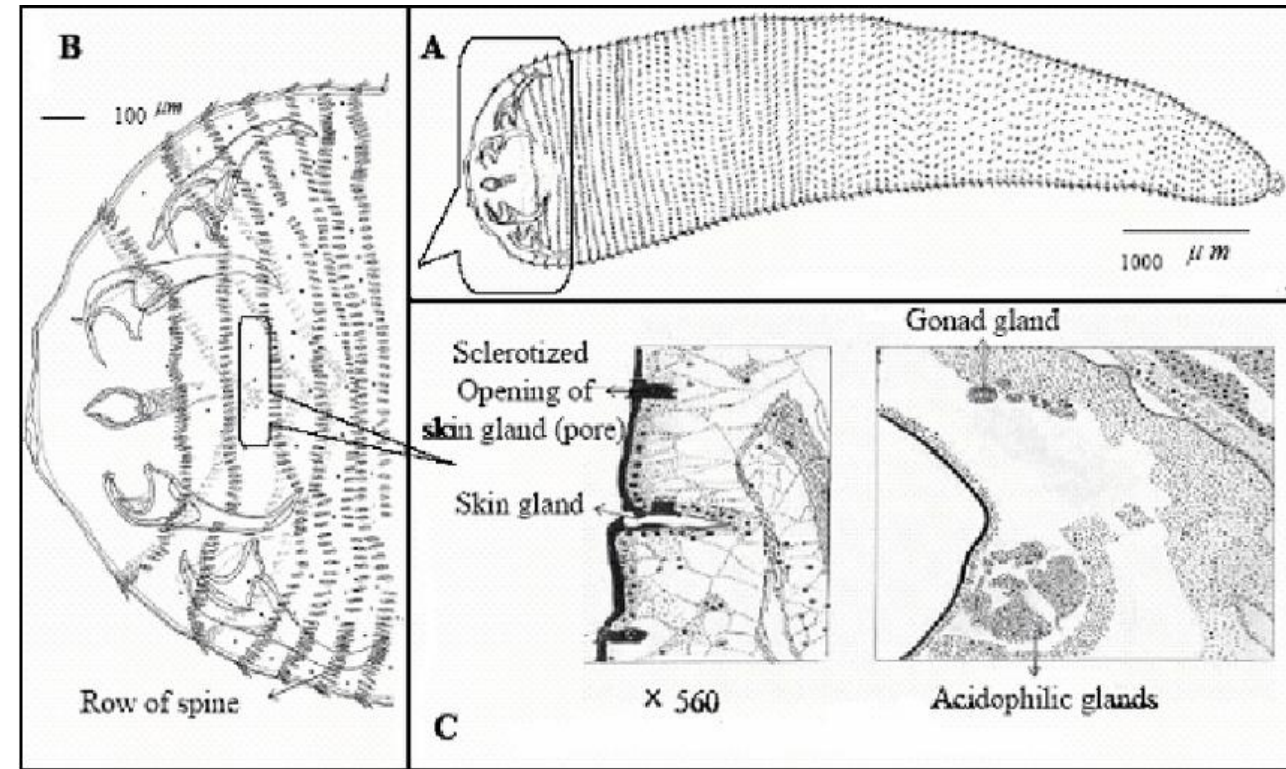 B
100 μm
Row of spine
A
1000 μm
Sclerotized
Opening of
skin gland (pore)
Skin gland
× 560
C
Gonad gland
Acidophilic glands